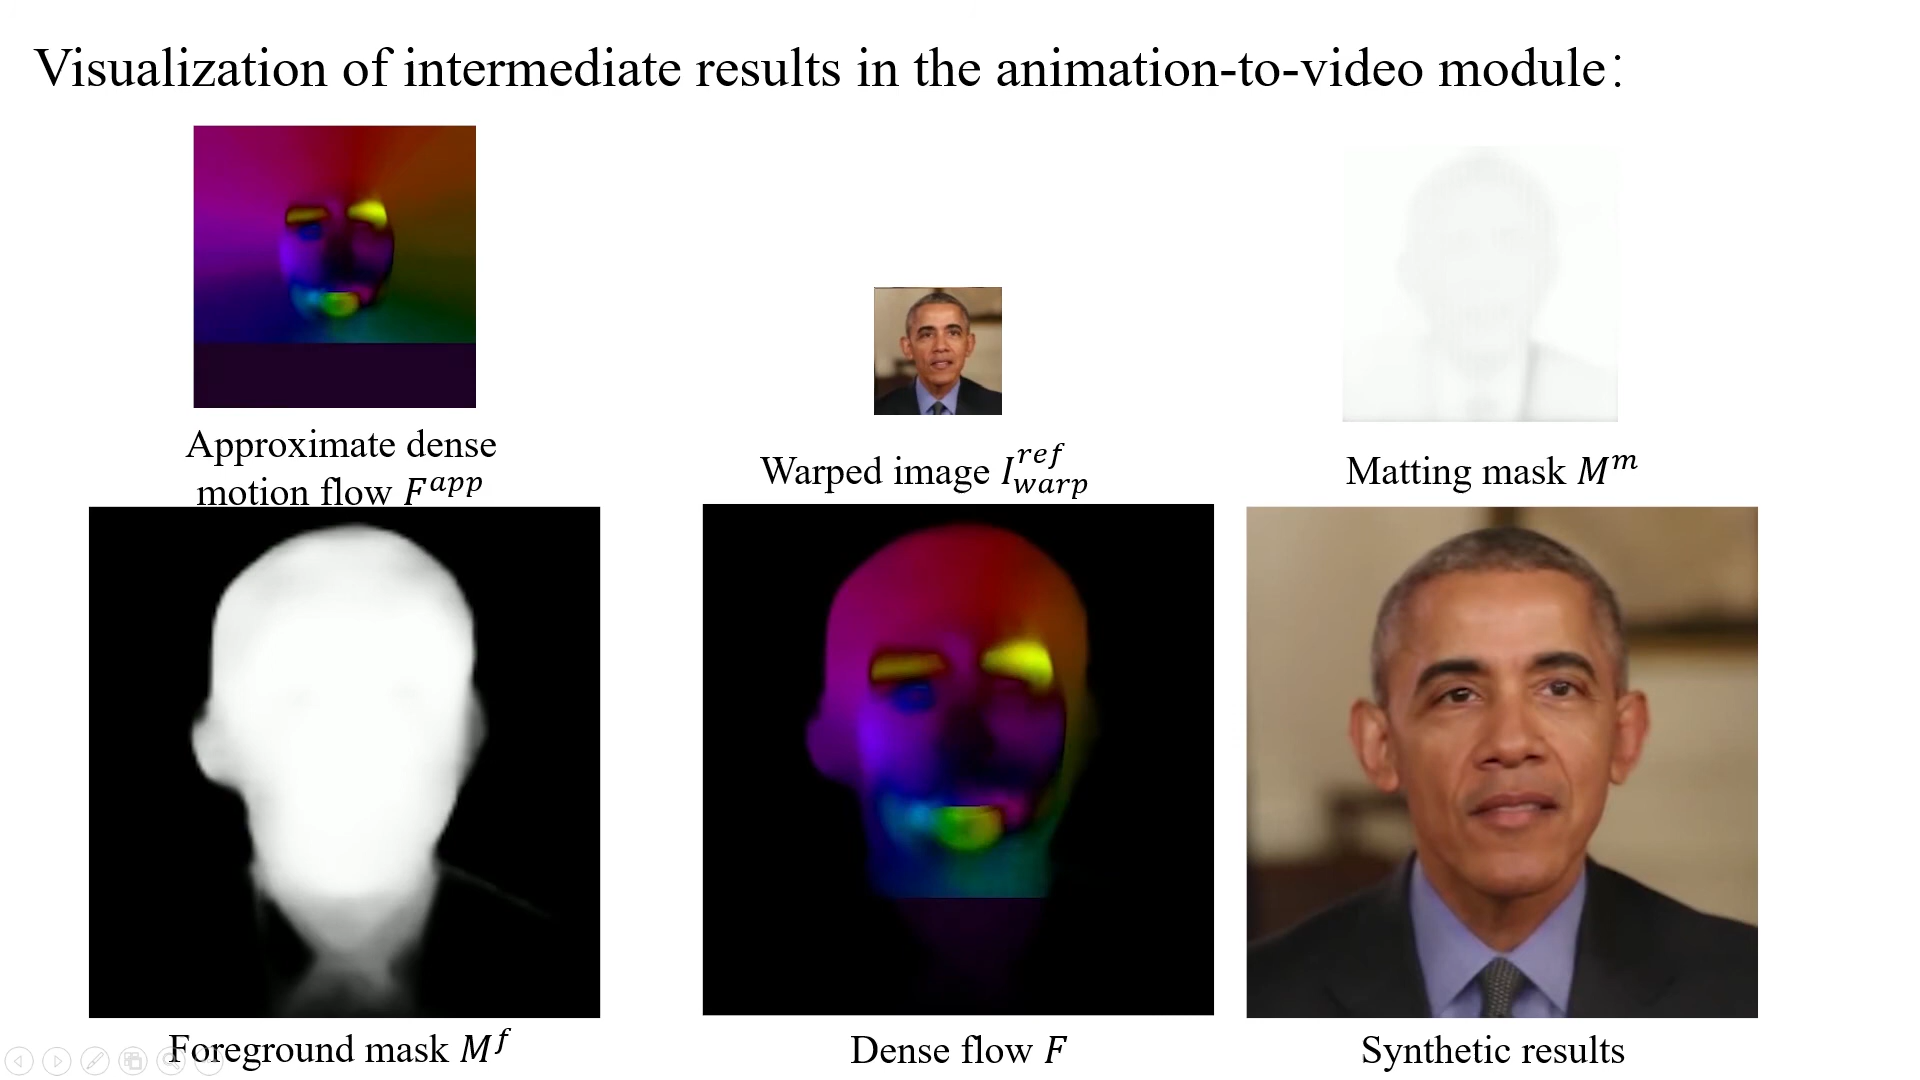 Visualization of intermediate results in the animation-to-video module：
Approximate dense
motion flow F^app
Warped image I^ref_warp
Matting mask M^m
Foreground mask M^f
Dense flow F
Synthetic results